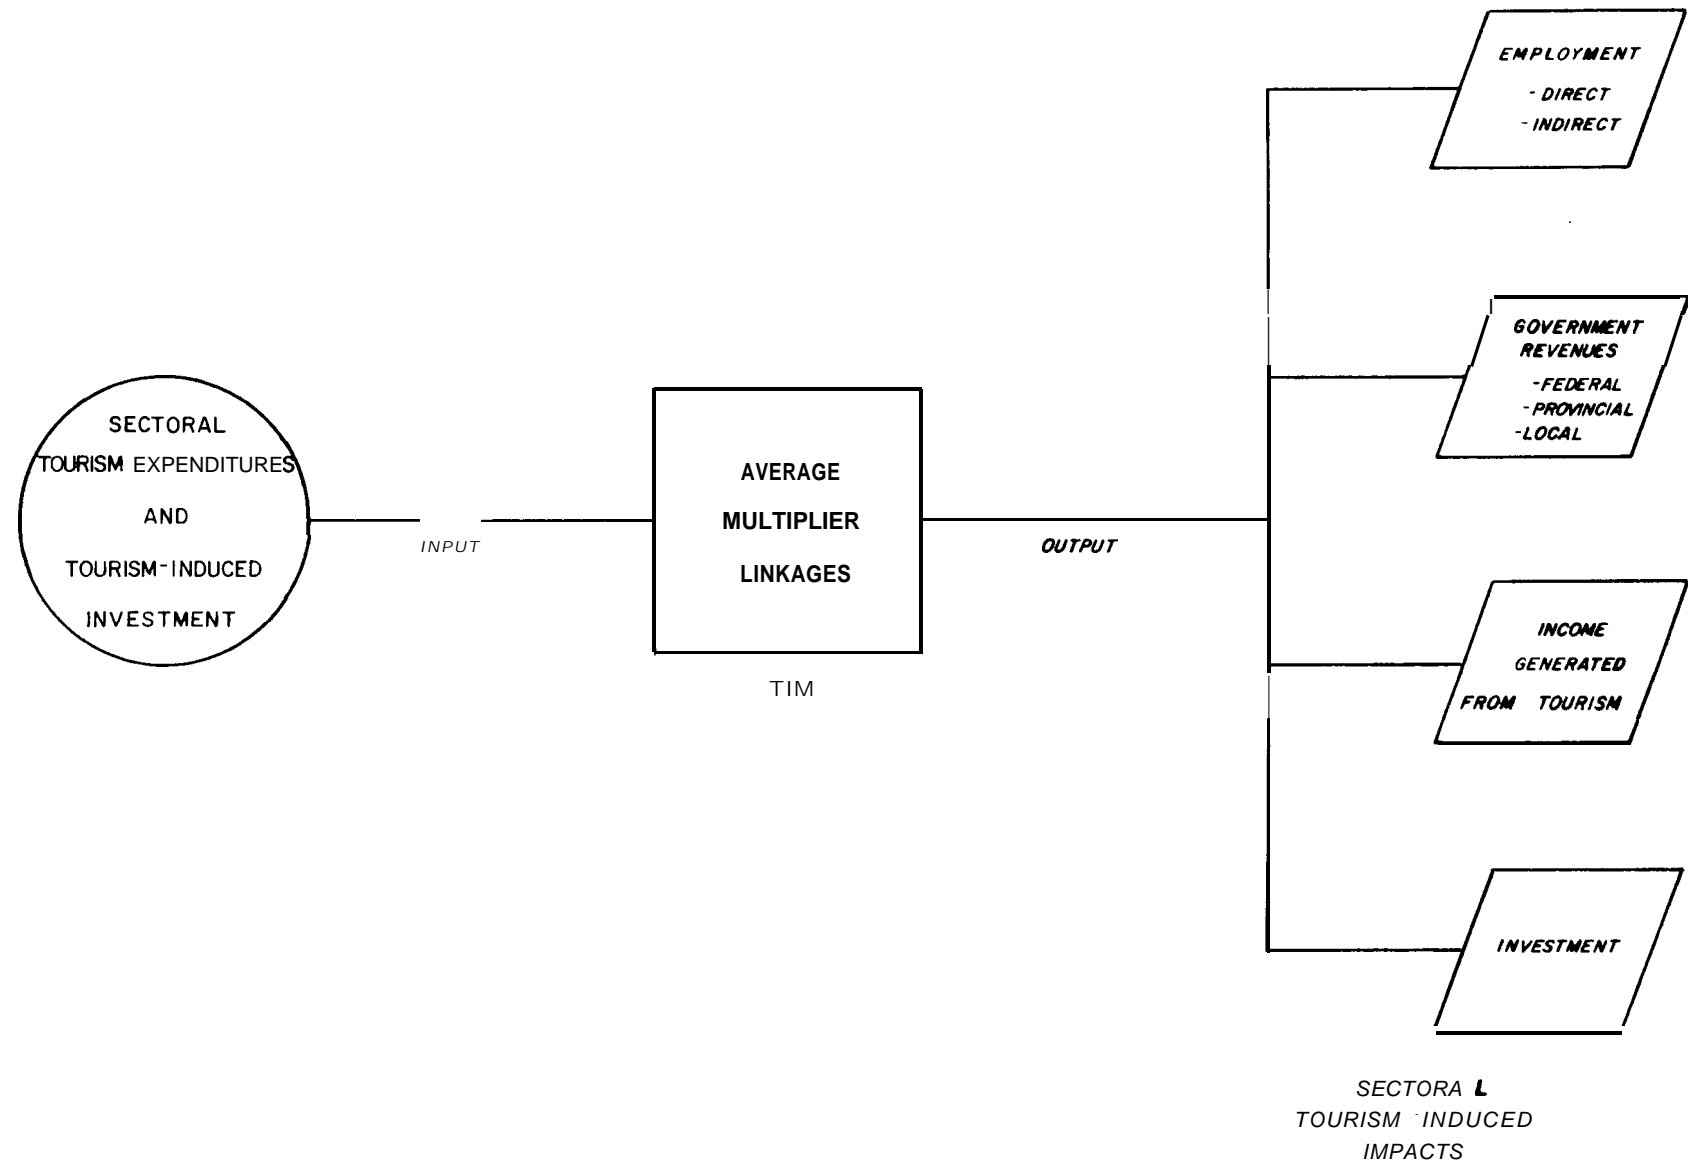 SECTORAL
TOURISM EXPENDITURES
AND
TOURISM-INDUCED
INVESTMENT
INPUT
AVERAGE
MULTIPLIER
LINKAGES
TIM
OUTPUT
EMPLOYMENT
- DIRECT
- INDIRECT
GOVERNMENT
REVENUES
-FEDERAL
-PROVINCIAL
-LOCAL
INCOME
GENERATED
FROM TOURISM
INVESTMENT
SECTORA L
TOURISM -INDUCED
IMPACTS